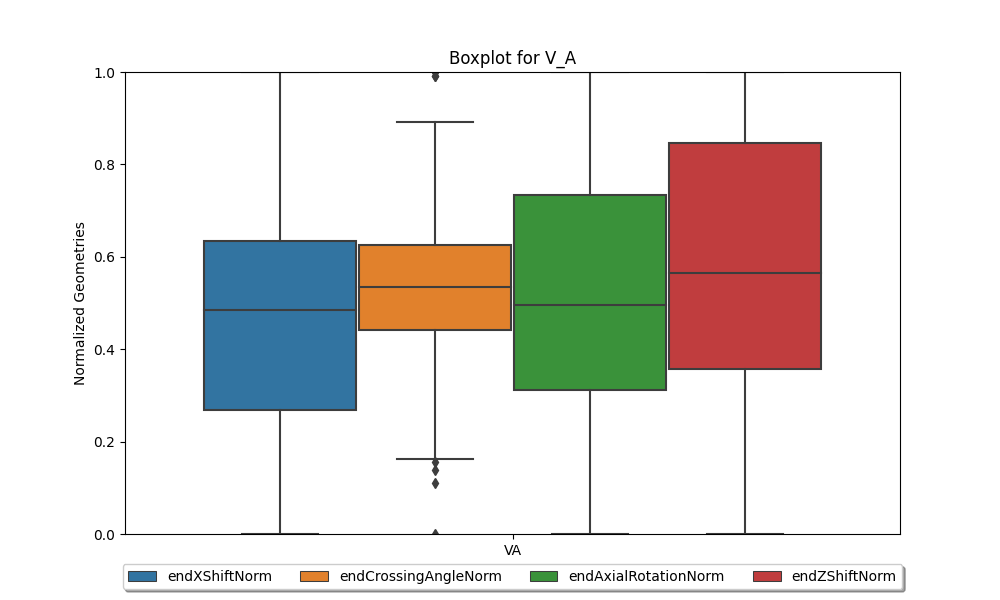 Boxplot for V_A
1.0
0.8
0.6
0.4
0.2
0.0
Normalized Geometries
VA
endXShiftNorm endCrossingAngleNorm endAxialRotationNorm endZShiftNorm